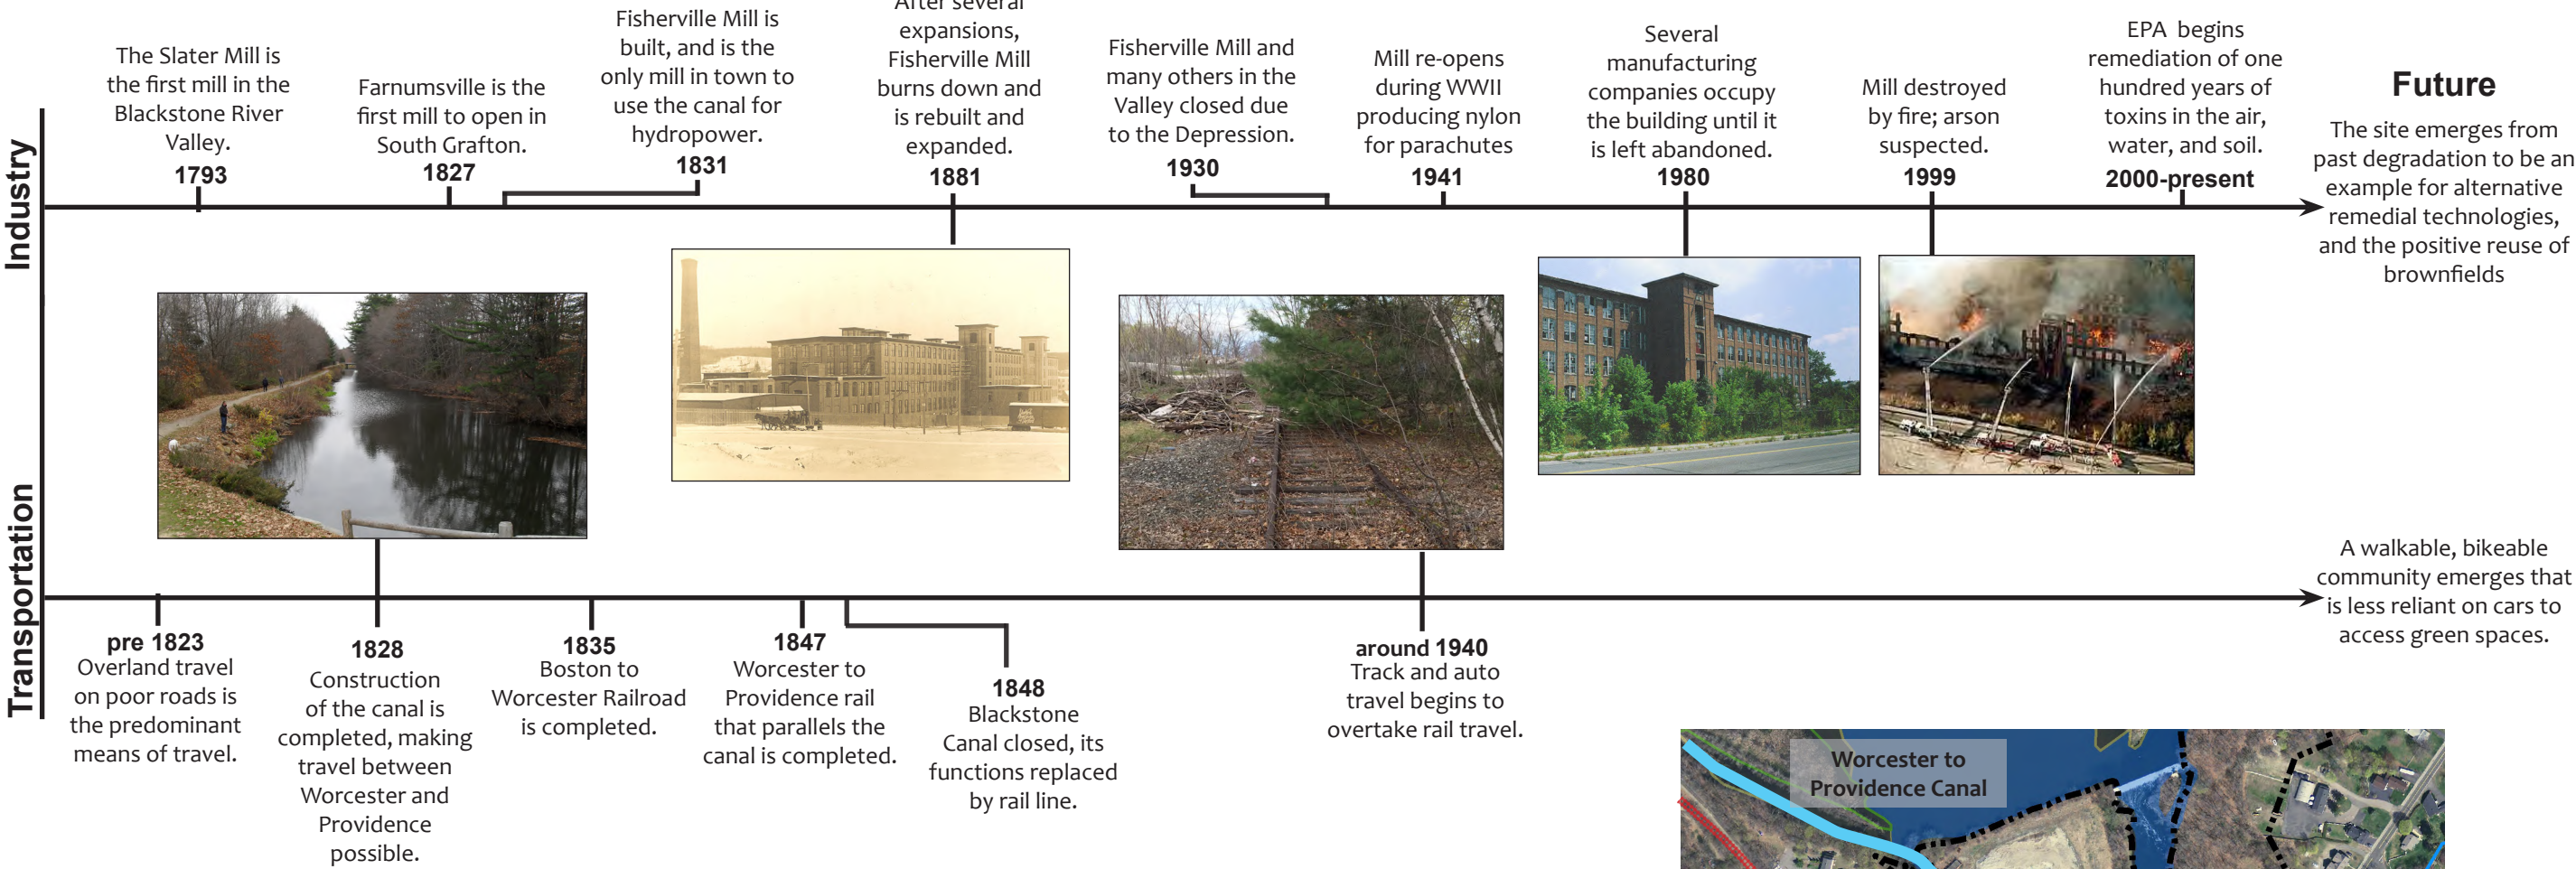 Industry
The Slater Mill is
the first mill in the
Blackstone River
Valley.
1793
Farnumsville is the
first mill to open in
South Grafton.
1827
Fisherville Mill is
built, and is the
only mill in town to
use the canal for
hydropower.
1831
After several
expansions,
Fisherville Mill
burns down and
is rebuilt and
expanded.
1881
Fisherville Mill and
many others in the
Valley closed due
to the Depression.
1930
Mill re-opens
during WWII
producing nylon
for parachutes
1941
Several
manufacturing
companies occupy
the building until it
is left abandoned.
1980
Mill destroyed
by fire; arson
suspected.
1999
EPA begins
remediation of one
hundred years of
toxins in the air,
water, and soil.
2000-present
Future
The site emerges from
past degradation to be an
example for alternative
remedial technologies,
and the positive reuse of
brownfields
Transportation
pre 1823
Overland travel
on poor roads is
the predominant
means of travel.
1828
Construction
of the canal is
completed, making
travel between
Worcester and
Providence
possible.
1835
Boston to
Worcester Railroad
is completed.
1847
Worcester to
Providence rail
that parallels the
canal is completed.
1848
Blackstone
Canal closed, its
functions replaced
by rail line.
around 1940
Track and auto
travel begins to
overtake rail travel.
A walkable, bikeable
community emerges that
is less reliant on cars to
access green spaces.
Worcester to
Providence Canal